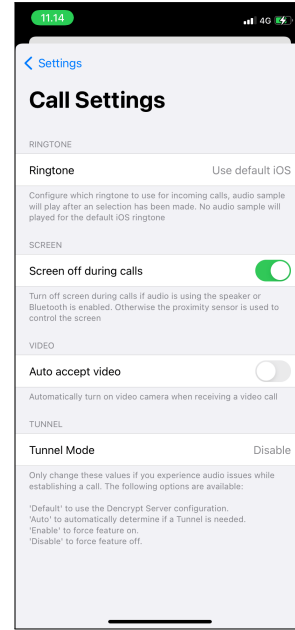 11.14
4G
Settings
Call Settings
RINGTONE
Ringtone Use default iOS
Configure which ringtone to use for incoming calls, audio sample
will play after an selection has been made. No audio sample will
played for the default iOS ringtone
SCREEN
Screen off during calls
Turn off screen during calls if audio is using the speaker or
Bluetooth is enabled. Otherwise the proximity sensor is used to
control the screen
VIDEO
Auto accept video
Automatically turn on video camera when receiving a video call
TUNNEL
Tunnel Mode Disable
Only change these values if you experience audio issues while
establishing a call. The following options are available:
'Default' to use the Dencrypt Server configuration.
'Auto' to automatically determine if a Tunnel is needed.
'Enable' to force feature on.
'Disable' to force feature off.